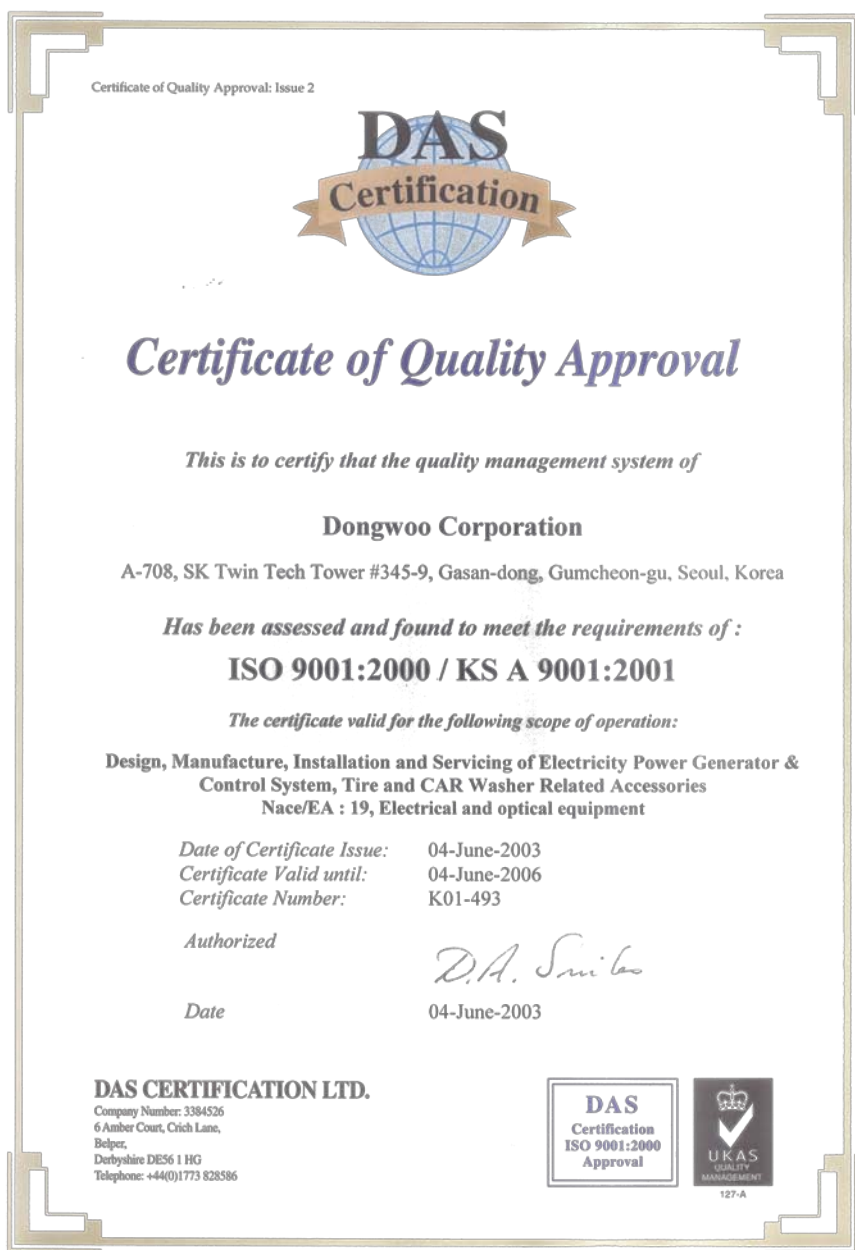 Certificate of Quality Approval: Issue 2
DAS
Certification
Certificate of Quality Approval
This is to certify that the quality management system of
Dongwoo Corporation
A-708, SK Twin Tech Tower #345-9, Gasan-dong, Gumcheon-gu, Seoul, Korea
Has been assessed and found to meet the requirements of :
ISO 9001:2000 / KS A 9001:2001
The certificate valid for the following scope of operation:
Design, Manufacture, Installation and Servicing of Electricity Power Generator &
Control System, Tire and CAR Washer Related Accessories
Nace/EA : 19, Electrical and optical equipment
Date of Certificate Issue: 04-June-2003
Certificate Valid until: 04-June-2006
Certificate Number: K01-493
Authorized D.A.
Date 04-June-2003
DAS CERTIFICATION LTD.
Company Number: 3384526
6 Amber Court, Crich Lane,
Belper,
Derbyshire DE56 1 HG
Telephone: +44(0)1773 828586
DAS
Certification
ISO 9001:2000
Approval
UKAS
QUALITY
MANAGEMENT
127-A